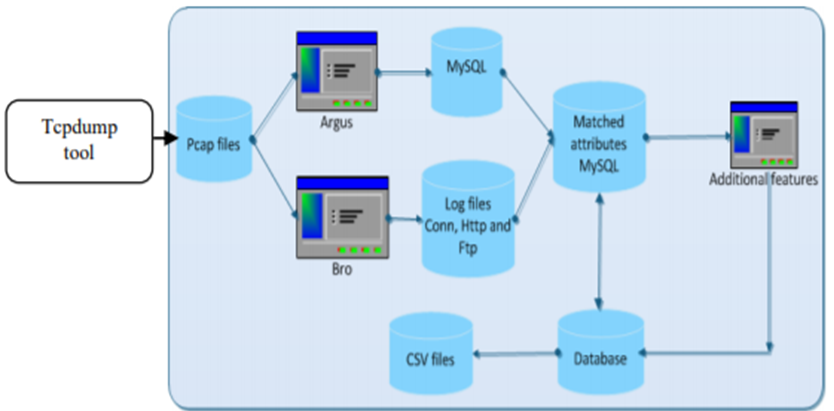 Tcpdump
tool
Pcap files
Argus
MySQL
Bro
Log files
Conn, Http and
Ftp
Matched
attributes
MySQL
Additional features
CSV files
Database